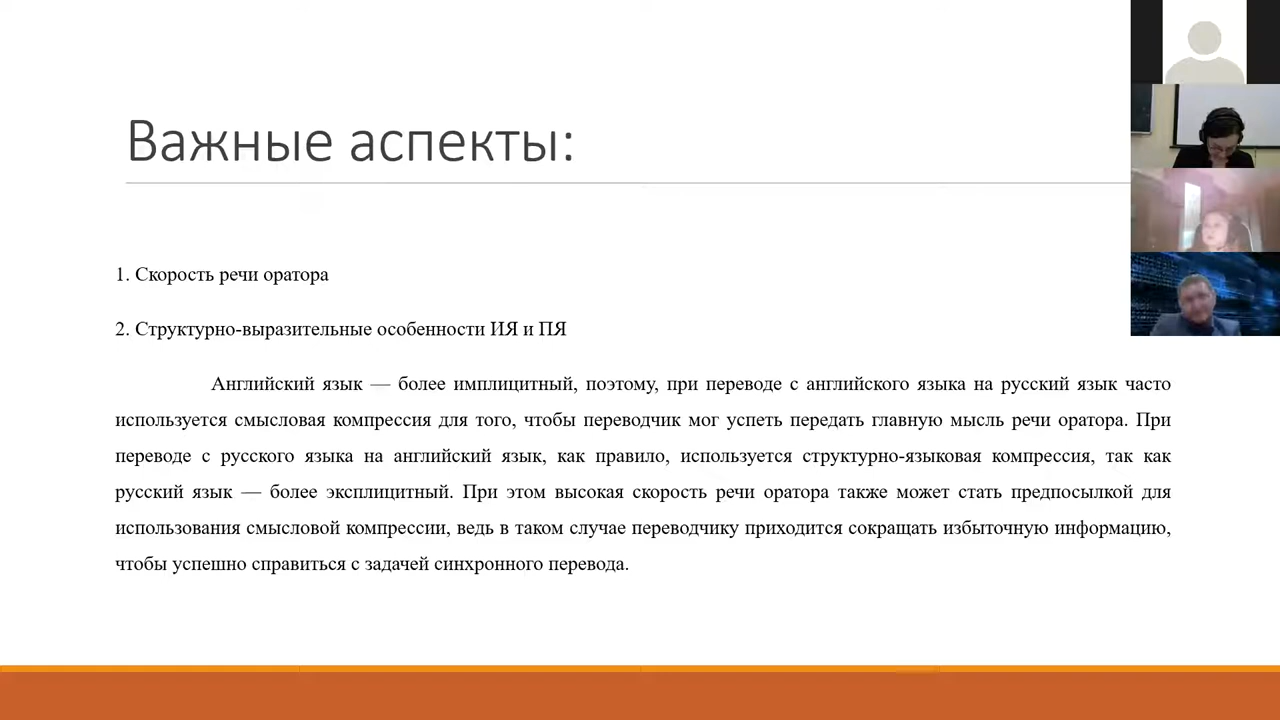 Важные аспекты:
1. Скорость речи оратора
2. Структурно-выразительные особенности ИЯ и ПЯ
Английский язык — более имплицитный, поэтому, при переводе с английского языка на русский язык часто
используется смысловая компрессия для того, чтобы переводчик мог успеть передать главную мысль речи оратора. При
переводе с русского языка на английский язык, как правило, используется структурно-языковая компрессия, так как
русский язык — более эксплицитный. При этом высокая скорость речи оратора также может стать предпосылкой для
использования смысловой компрессии, ведь в таком случае переводчику приходится сокращать избыточную информацию,
чтобы успешно справиться с задачей синхронного перевода.